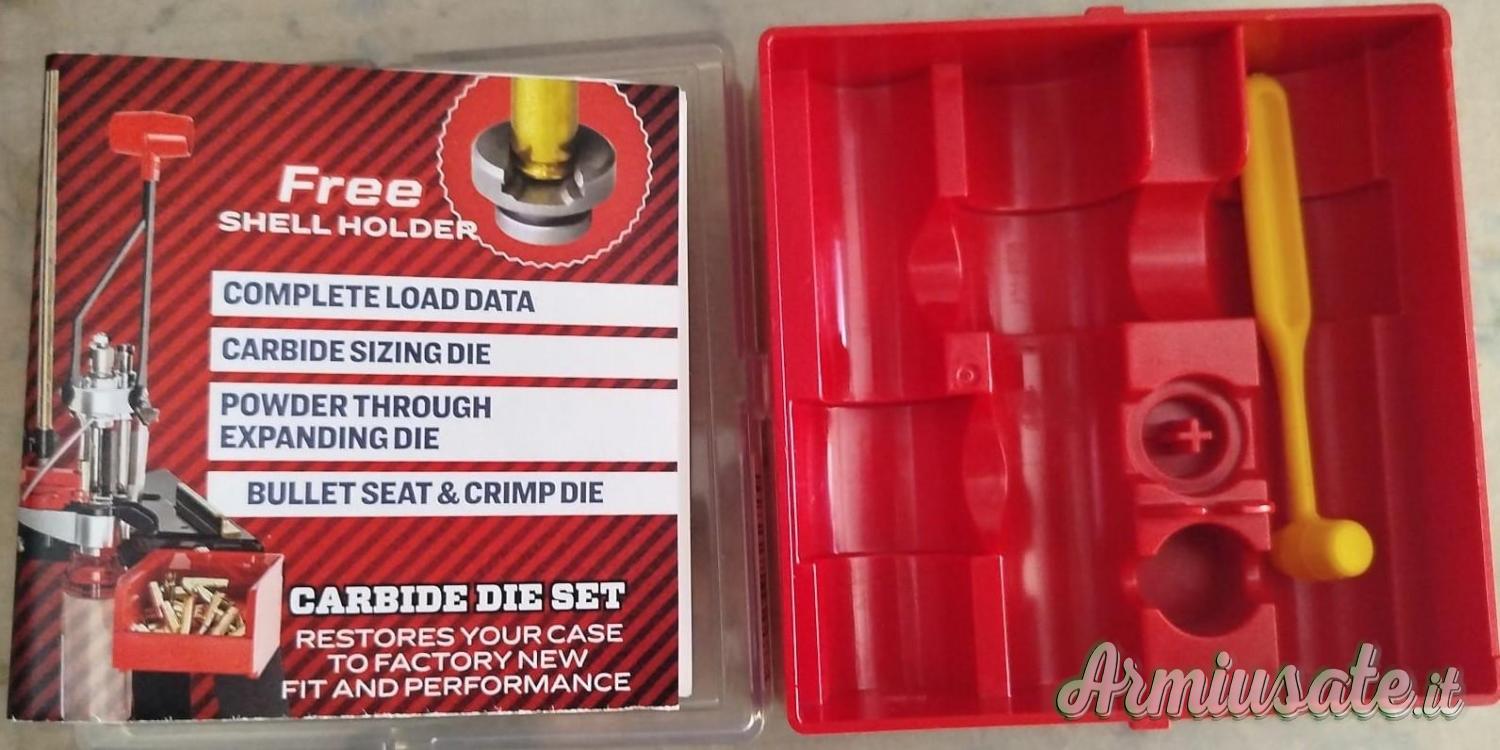 Free
SHELL HOLDER
COMPLETE LOAD DATA
CARBIDE SIZING DIE
POWDER THROUGH
EXPANDING DIE
BULLET SEAT & CRIMP DIE
CARBIDE DIE SET
RESTORES YOUR CASE
TO FACTORY NEW
FIT AND PERFORMANCE
Armiusate.it